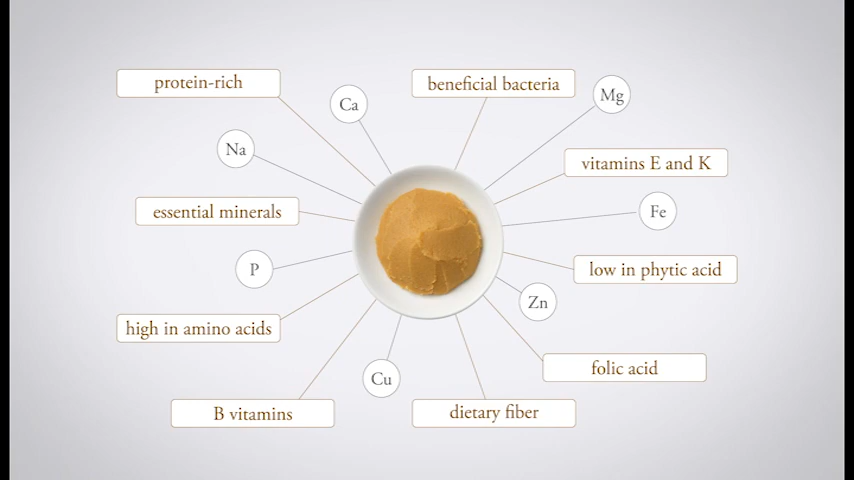 protein-rich
beneficial bacteria
Ca
Mg
Na
vitamins E and K
essential minerals
Fe
P
low in phytic acid
Zn
high in amino acids
folic acid
Cu
B vitamins
dietary fiber